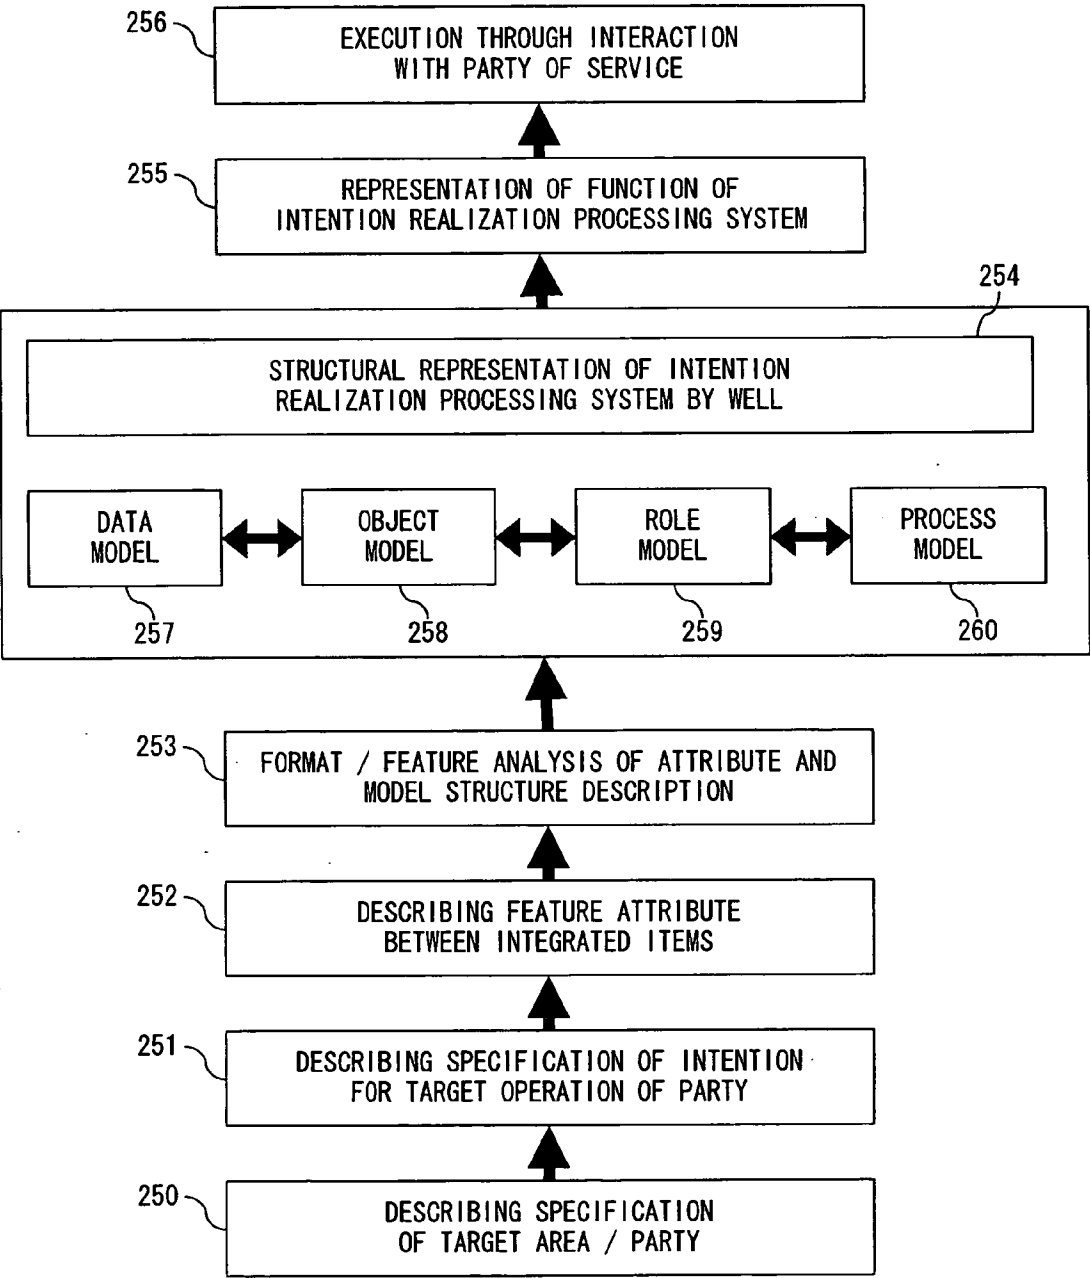 256
EXECUTION THROUGH INTERACTION
WITH PARTY OF SERVICE
255
REPRESENTATION OF FUNCTION OF
INTENTION REALIZATION PROCESSING SYSTEM
254
STRUCTURAL REPRESENTATION OF INTENTION
REALIZATION PROCESSING SYSTEM BY WELL
DATA
MODEL
OBJECT
MODEL
ROLE
MODEL
PROCESS
MODEL
257
258
259
260
253
FORMAT / FEATURE ANALYSIS OF ATTRIBUTE AND
MODEL STRUCTURE DESCRIPTION
252
DESCRIBING FEATURE ATTRIBUTE
BETWEEN INTEGRATED ITEMS
251
DESCRIBING SPECIFICATION OF INTENTION
FOR TARGET OPERATION OF PARTY
250
DESCRIBING SPECIFICATION
OF TARGET AREA / PARTY